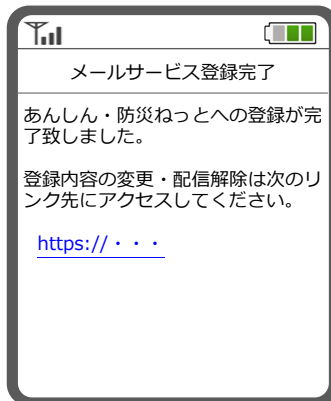 メールサービス登録完了
あんしん・防災ねっとへの登録が完
了致しました。
登録内容の変更・配信解除は次のリ
ンク先にアクセスしてください。
https://・・・